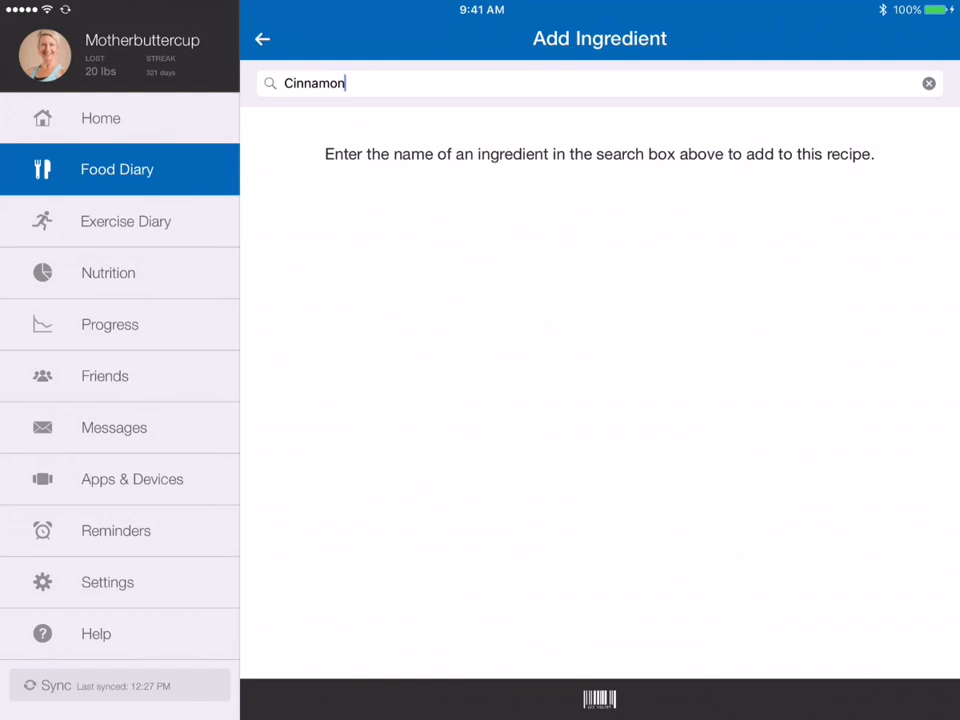 9:41 AM
100%
Motherbuttercup
LOST
STREAK
20 lbs
321 days
Home
Food Diary
Exercise Diary
Nutrition
Progress
Friends
Messages
Apps & Devices
Reminders
Settings
Help
Sync Last synced: 12:27 PM
Add Ingredient
Cinnamon
Enter the name of an ingredient in the search box above to add to this recipe.